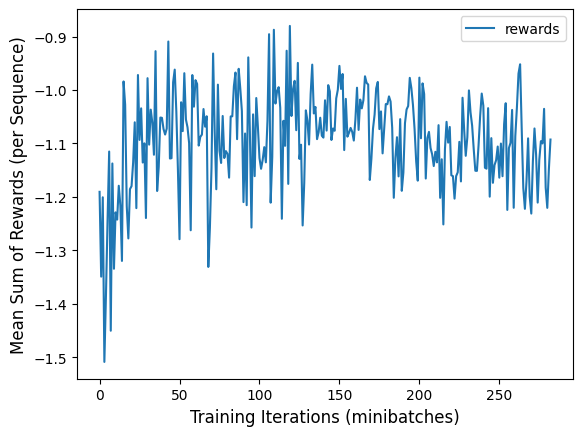 rewards
Mean Sum of Rewards (per Sequence)
−0.9
−1.0
−1.1
−1.2
−1.3
−1.4
−1.5
0 50 100 150 200 250
Training Iterations (minibatches)